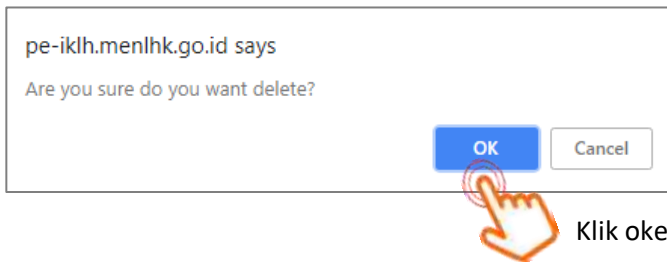 pe-iklh.menlhk.go.id says
Are you sure do you want delete?
OK
Cancel
Klik oke